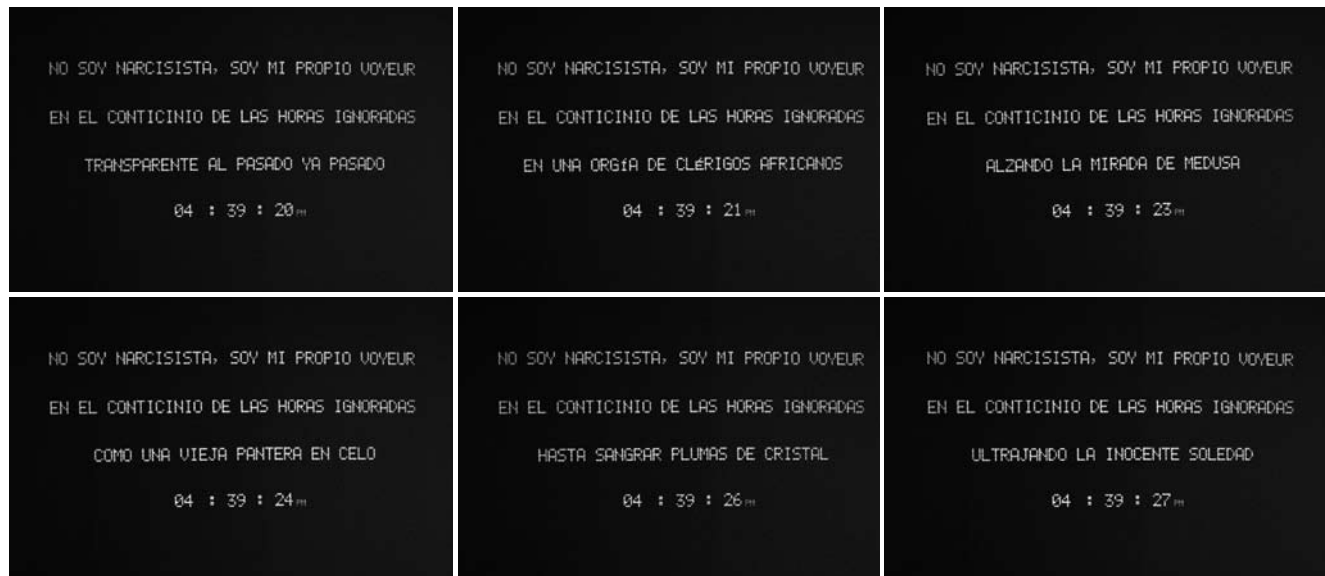 NO SOY NARCISISTA, SOY MI PROPIO VOYEUR
EN EL CONTICINIO DE LAS HORAS IGNORADAS
TRANSPARENTE AL PASADO YA PASADO
04 : 39 : 20 PM
NO SOY NARCISISTA, SOY MI PROPIO VOYEUR
EN EL CONTICINIO DE LAS HORAS IGNORADAS
EN UNA ORGíA DE CLéRIGOS AFRICANOS
04 : 39 : 21 PM
NO SOY NARCISISTA, SOY MI PROPIO VOYEUR
EN EL CONTICINIO DE LAS HORAS IGNORADAS
ALZANDO LA MIRADA DE MEDUSA
04 : 39 : 23 PM
NO SOY NARCISISTA, SOY MI PROPIO VOYEUR
EN EL CONTICINIO DE LAS HORAS IGNORADAS
COMO UNA VIEJA PANTERA EN CELO
04 : 39 : 24 PM
NO SOY NARCISISTA, SOY MI PROPIO VOYEUR
EN EL CONTICINIO DE LAS HORAS IGNORADAS
HASTA SANGRAR PLUMAS DE CRISTAL
04 : 39 : 26 PM
NO SOY NARCISISTA, SOY MI PROPIO VOYEUR
EN EL CONTICINIO DE LAS HORAS IGNORADAS
ULTRAJANDO LA INOCENTE SOLEDAD
04 : 39 : 27 PM